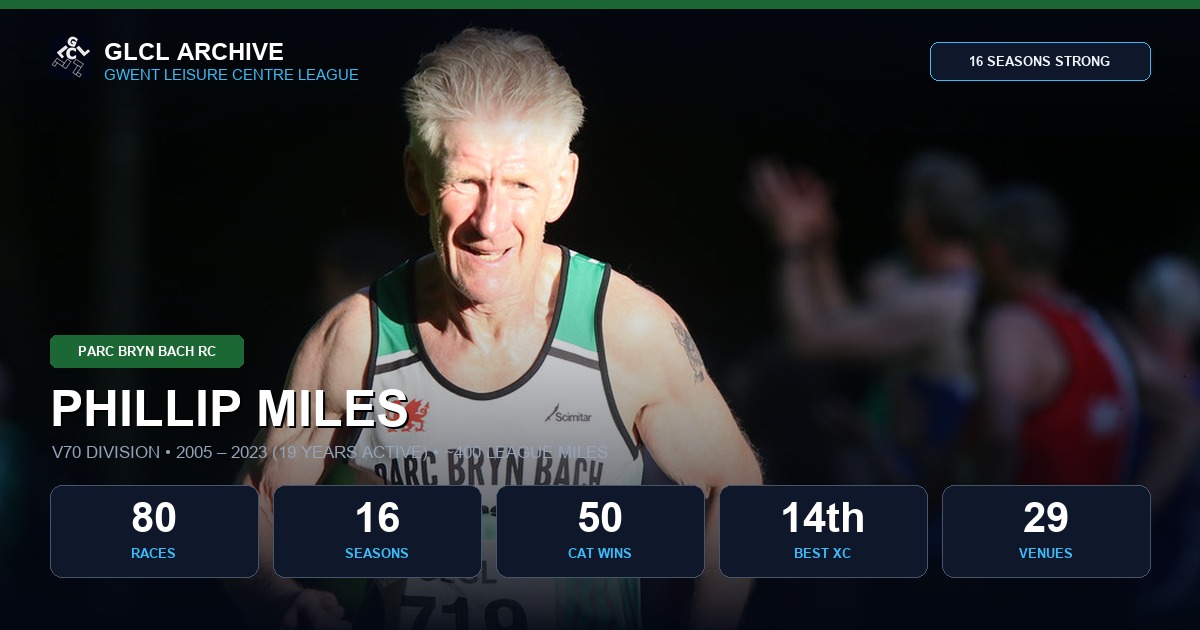 GLCL ARCHIVE
GWENT LEISURE CENTRE LEAGUE
16 SEASONS STRONG
PARC BRYN BACH RC
PHILLIP MILES
Scimitar
V70 DIVISION • 2005 – 2023 (19 YEARS ACTIVE) • ~400 LEAGUE MILES
PARC BRYN BACH
80
RACES
16
SEASONS
50
CAT WINS
14th
BEST XC
29
VENUES
GLCL
719